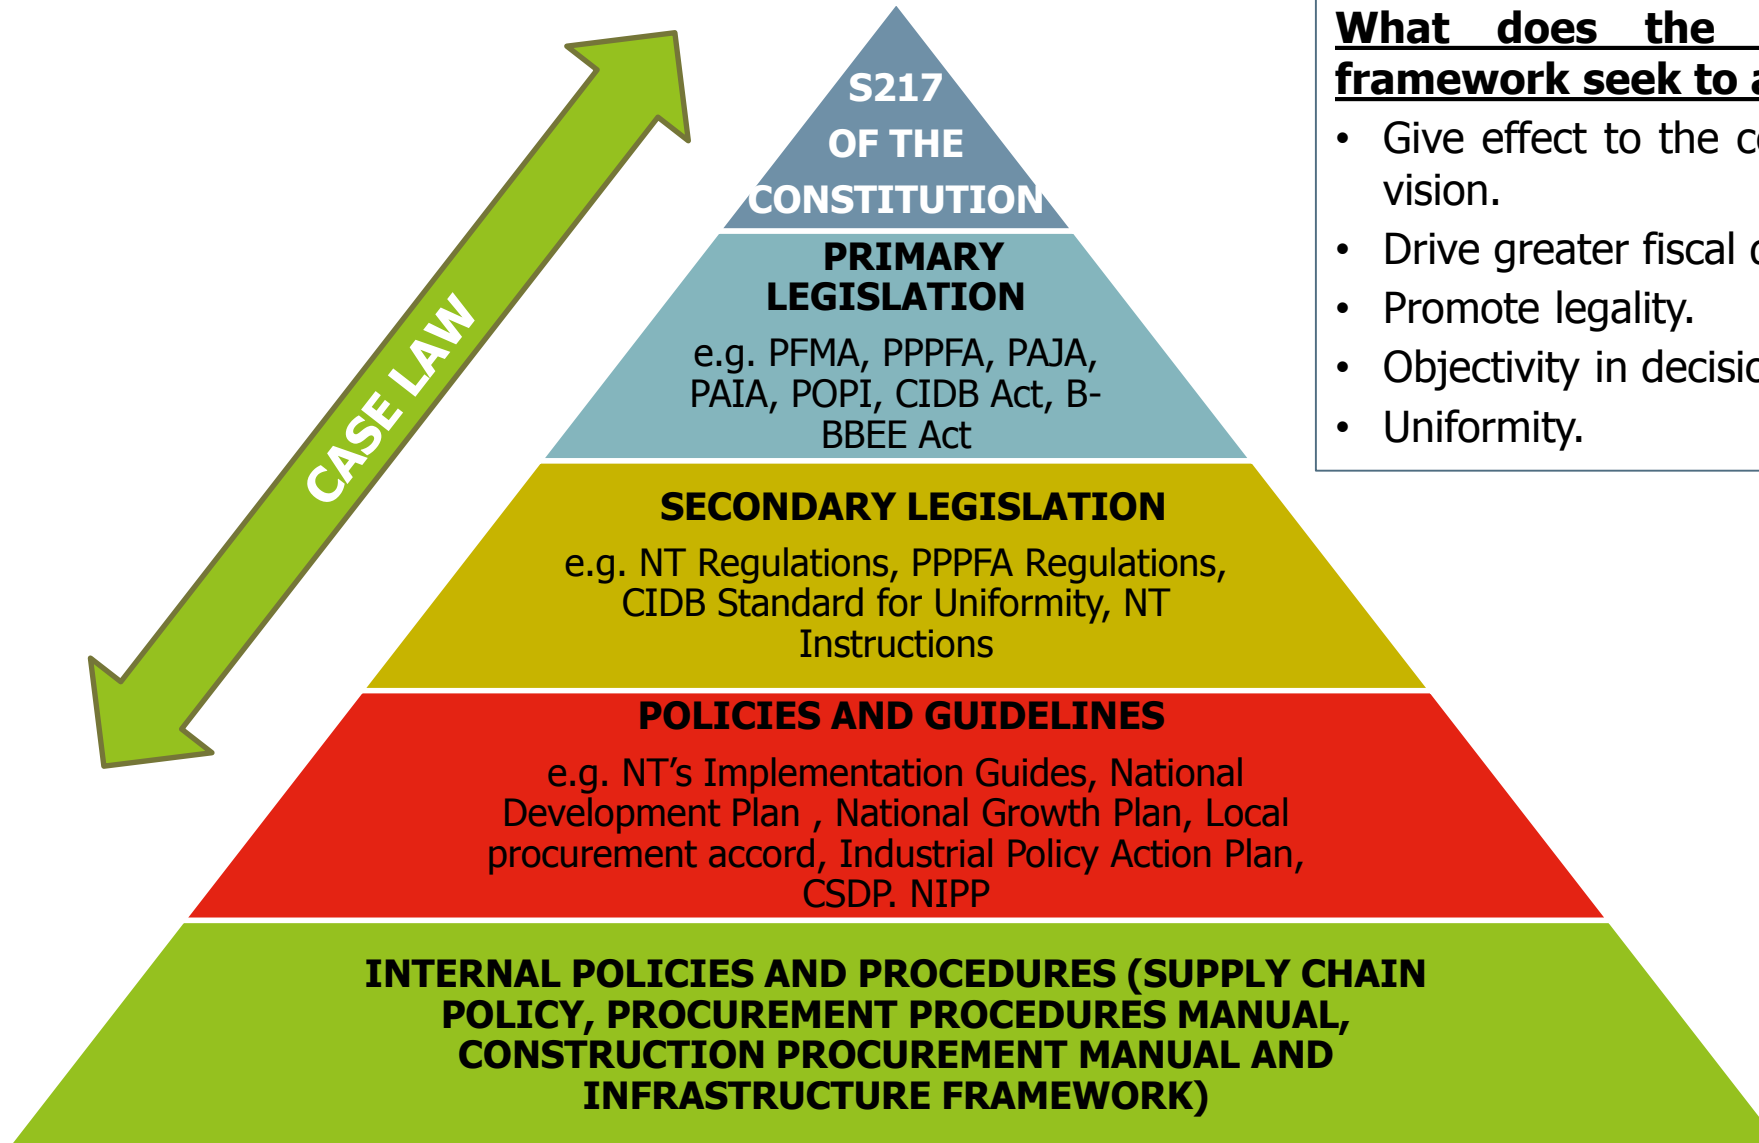 S217
OF THE
CONSTITUTION
PRIMARY
LEGISLATION
e.g. PFMA, PPPFA, PAJA,
PAIA, POPI, CIDB Act, B-
BBEE Act
SECONDARY LEGISLATION
e.g. NT Regulations, PPPFA Regulations,
CIDB Standard for Uniformity, NT
Instructions
POLICIES AND GUIDELINES
e.g. NT’s Implementation Guides, National
Development Plan , National Growth Plan, Local
procurement accord, Industrial Policy Action Plan,
CSDP. NIPP
INTERNAL POLICIES AND PROCEDURES (SUPPLY CHAIN
POLICY, PROCUREMENT PROCEDURES MANUAL,
CONSTRUCTION PROCUREMENT MANUAL AND
INFRASTRUCTURE FRAMEWORK)
CASE LAW
What does the
framework seek to
• Give effect to the
vision.
• Drive greater fiscal
• Promote legality.
• Objectivity in
• Uniformity.